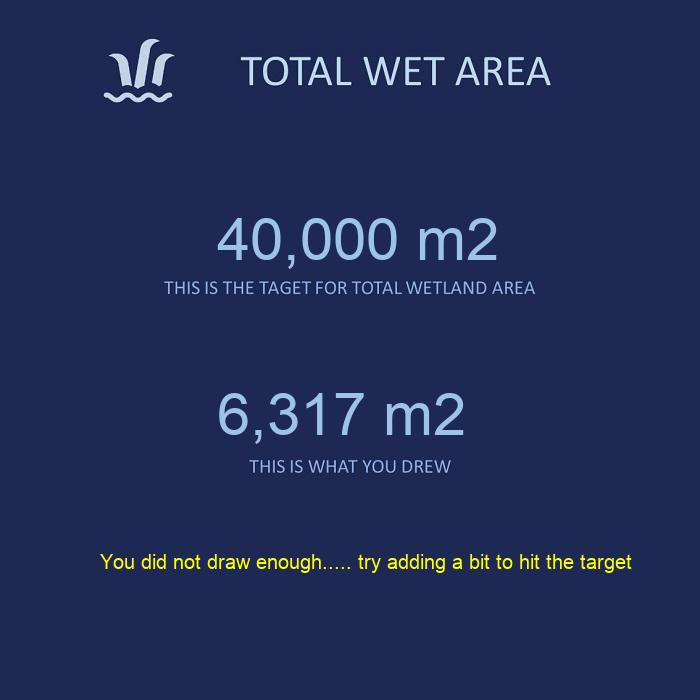 TOTAL WET AREA
40,000 m2
THIS IS THE TAGET FOR TOTAL WETLAND AREA
6,317 m2
THIS IS WHAT YOU DREW
You did not draw enough..... try adding a bit to hit the target